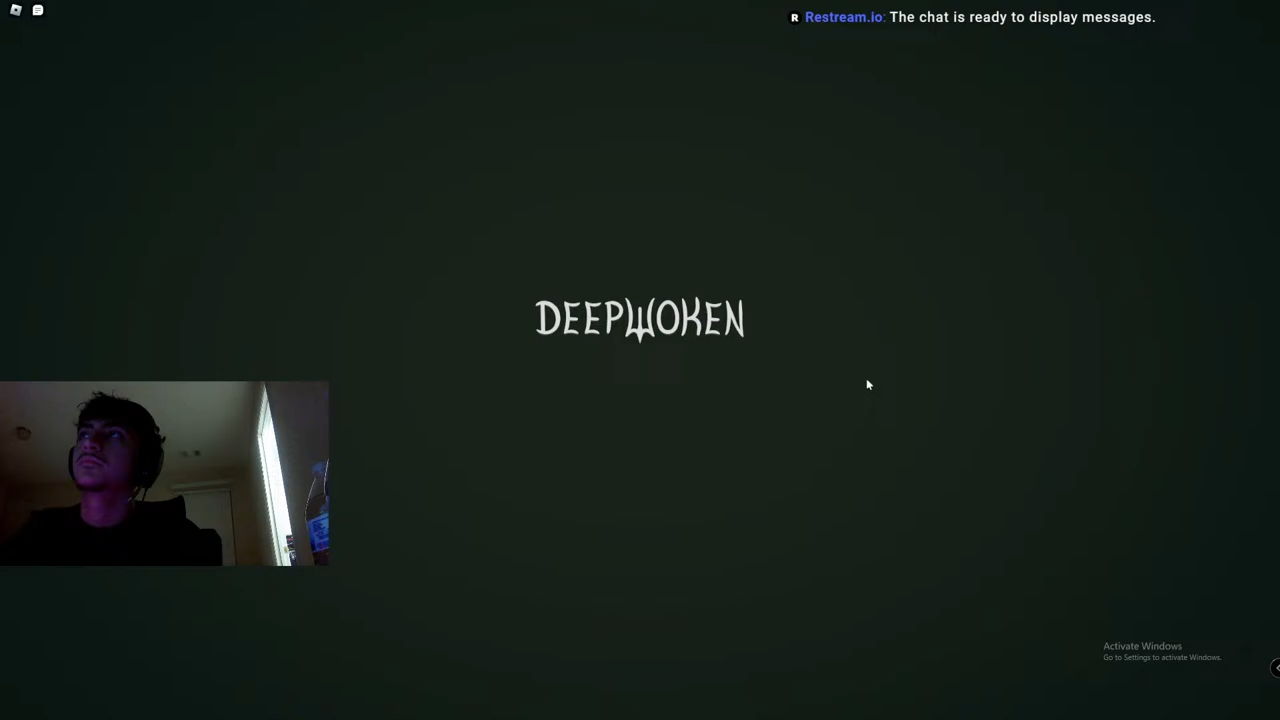 R Restream.io: The chat is ready to display messages.
DEEPWOKEN
Activate Windows
Go to Settings to activate Windows.